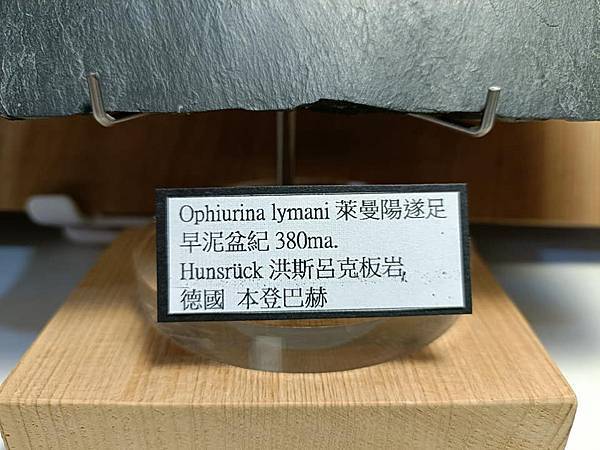 Ophiurina lymani 萊曼陽遂足
早泥盆紀 380ma.
Hunsrück 洪斯呂克板岩,
德國 本登巴赫